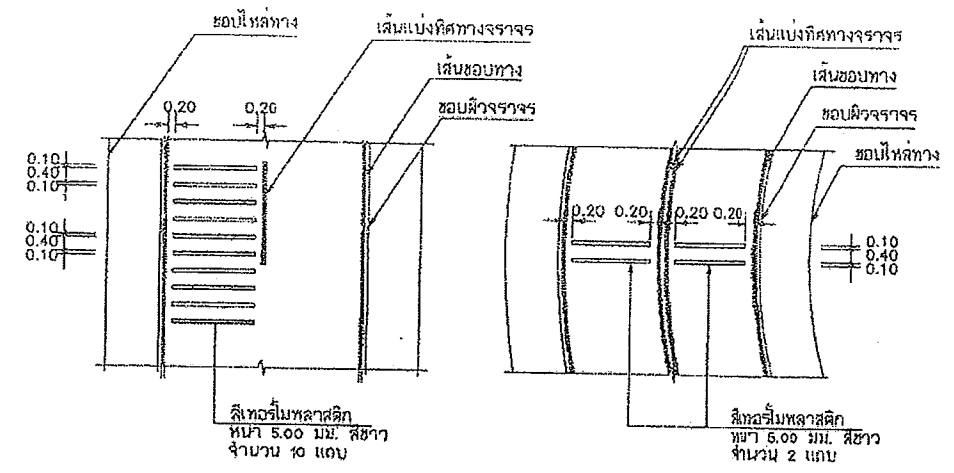 ขอบไหล่ทาง
เส้นแบ่งทิศทางจราจร
เส้นขอบทาง
ขอบผิวจราจร
0.20 0.20
0.10
0.40
0.10
0.10
0.40
0.10
สีเทอร์โมพลาสติก
หนา 5.00 มม. สีขาว
จำนวน 10 แถบ
เส้นแบ่งทิศทางจราจร
เส้นขอบทาง
ขอบผิวจราจร
ขอบไหล่ทาง
0.20 0.20 0.20 0.20
0.10
0.40
0.10
สีเทอร์โมพลาสติก
หนา 5.00 มม. สีขาว
จำนวน 2 แถบ